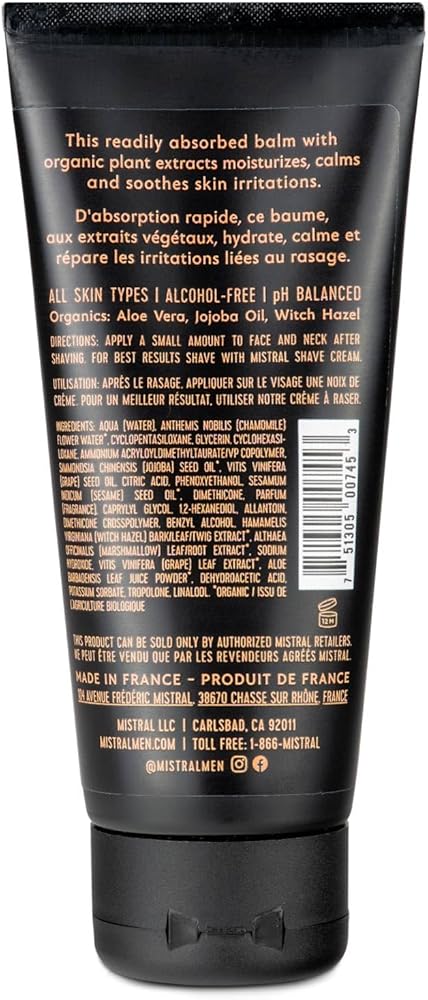 This readily absorbed balm with
organic plant extracts moisturizes, calms
and soothes skin irritations.
D'absorption rapide, ce baume,
aux extraits végétaux, hydrate, calme et
répare les irritations liées au rasage.
ALL SKIN TYPES | ALCOHOL-FREE | pH BALANCED
Organics: Aloe Vera, Jojoba Oil, Witch Hazel
DIRECTIONS: APPLY A SMALL AMOUNT TO FACE AND NECK AFTER
SHAVING. FOR BEST RESULTS SHAVE WITH MISTRAL SHAVE CREAM.
UTILISATION: APRÈS LE RASAGE, APPLIQUER SUR LE VISAGE UNE NOIX DE
CRÈME. POUR UN MEILLEUR RÉSULTAT, UTILISER NOTRE CRÈME À RASER.
INGREDIENTS: AQUA (WATER), ANTHEMIS NOBILIS (CHAMOMILE)
FLOWER WATER*, CYCLOPENTASILOXANE, GLYCERIN, CYCLOHEXASI-
LOXANE, AMMONIUM ACRYLOYLDIMETHYLTAURATE/VP COPOLYMER,
SIMMONDSIA CHINENSIS (JOJOBA) SEED OIL*, VITIS VINIFERA
(GRAPE) SEED OIL, CITRIC ACID, PHENOXYETHANOL, SESAMUM
INDICUM (SESAME) SEED OIL*, DIMETHICONE, PARFUM
(FRAGRANCE), CAPRYLYL GLYCOL, 1,2-HEXANEDIOL, ALLANTOIN,
DIMETHICONE CROSSPOLYMER, BENZYL ALCOHOL, HAMAMELIS
VIRGINIANA (WITCH HAZEL) BARK/LEAF/TWIG EXTRACT*, ALTHAEA
OFFICINALIS (MARSHMALLOW) LEAF/ROOT EXTRACT*, SODIUM
HYDROXIDE, VITIS VINIFERA (GRAPE) LEAF EXTRACT*, ALOE
BARBADENSIS LEAF JUICE POWDER*, DEHYDROACETIC ACID,
POTASSIUM SORBATE, TROPOLONE, LINALOOL. *ORGANIC / ISSU DE
L'AGRICULTURE BIOLOGIQUE
7 51305 00745 3
12 M
THIS PRODUCT CAN BE SOLD ONLY BY AUTHORIZED MISTRAL RETAILERS.
NE PEUT ÊTRE VENDU QUE PAR LES REVENDEURS AGRÉÉS MISTRAL.
MADE IN FRANCE - PRODUIT DE FRANCE
104 AVENUE FRÉDÉRIC MISTRAL, 38670 CHASSE SUR RHÔNE, FRANCE
MISTRAL LLC | CARLSBAD, CA 92011
MISTRALMEN.COM | TOLL FREE: 1-866-MISTRAL
@MISTRALMEN